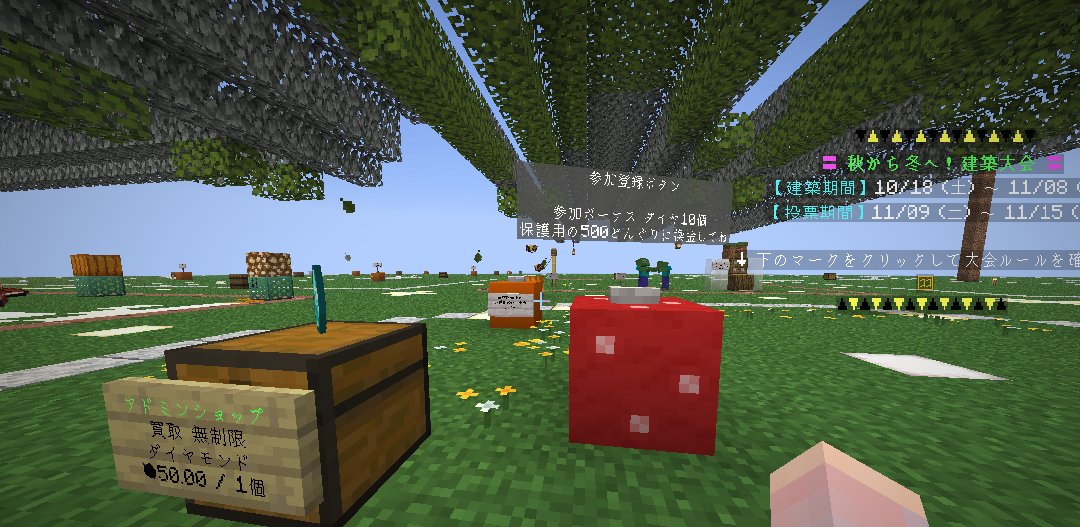 秋から冬へ!建築大会
【建築期間】10/18（土）～ 11/08（
【投票期間】11/09（土）～ 11/15（
↓下のマークをクリックして大会ルールを確
参加登録ボタン
参加ボーナス ダイヤ10個
保護用の500どんぐりに換金してね
アドミンショップ
買取 無制限
ダイヤモンド
50.00 / 1個